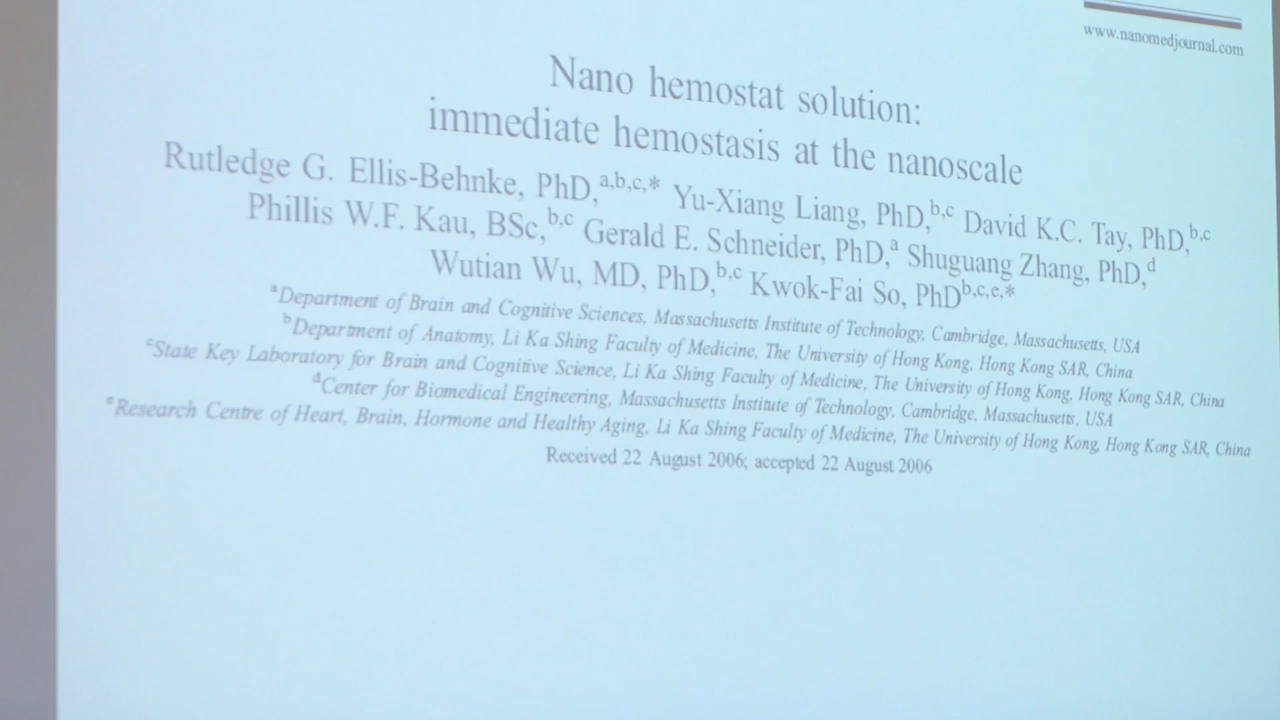 www.nanomedjournal.com
Nano hemostat solution:
immediate hemostasis at the nanoscale
Rutledge G. Ellis-Behnke, PhD,a,b,c,* Yu-Xiang Liang, PhD,b,c David K.C. Tay, PhD,b,c
Phillis W.F. Kau, BSc,b,c Gerald E. Schneider, PhD,a Shuguang Zhang, PhD,d
Wutian Wu, MD, PhD,b,c Kwok-Fai So, PhDb,c,e,*
aDepartment of Brain and Cognitive Sciences, Massachusetts Institute of Technology, Cambridge, Massachusetts, USA
bDepartment of Anatomy, Li Ka Shing Faculty of Medicine, The University of Hong Kong, Hong Kong SAR, China
cState Key Laboratory for Brain and Cognitive Science, Li Ka Shing Faculty of Medicine, The University of Hong Kong, Hong Kong SAR, China
dCenter for Biomedical Engineering, Massachusetts Institute of Technology, Cambridge, Massachusetts, USA
eResearch Centre of Heart, Brain, Hormone and Healthy Aging, Li Ka Shing Faculty of Medicine, The University of Hong Kong, Hong Kong SAR, China
Received 22 August 2006; accepted 22 August 2006